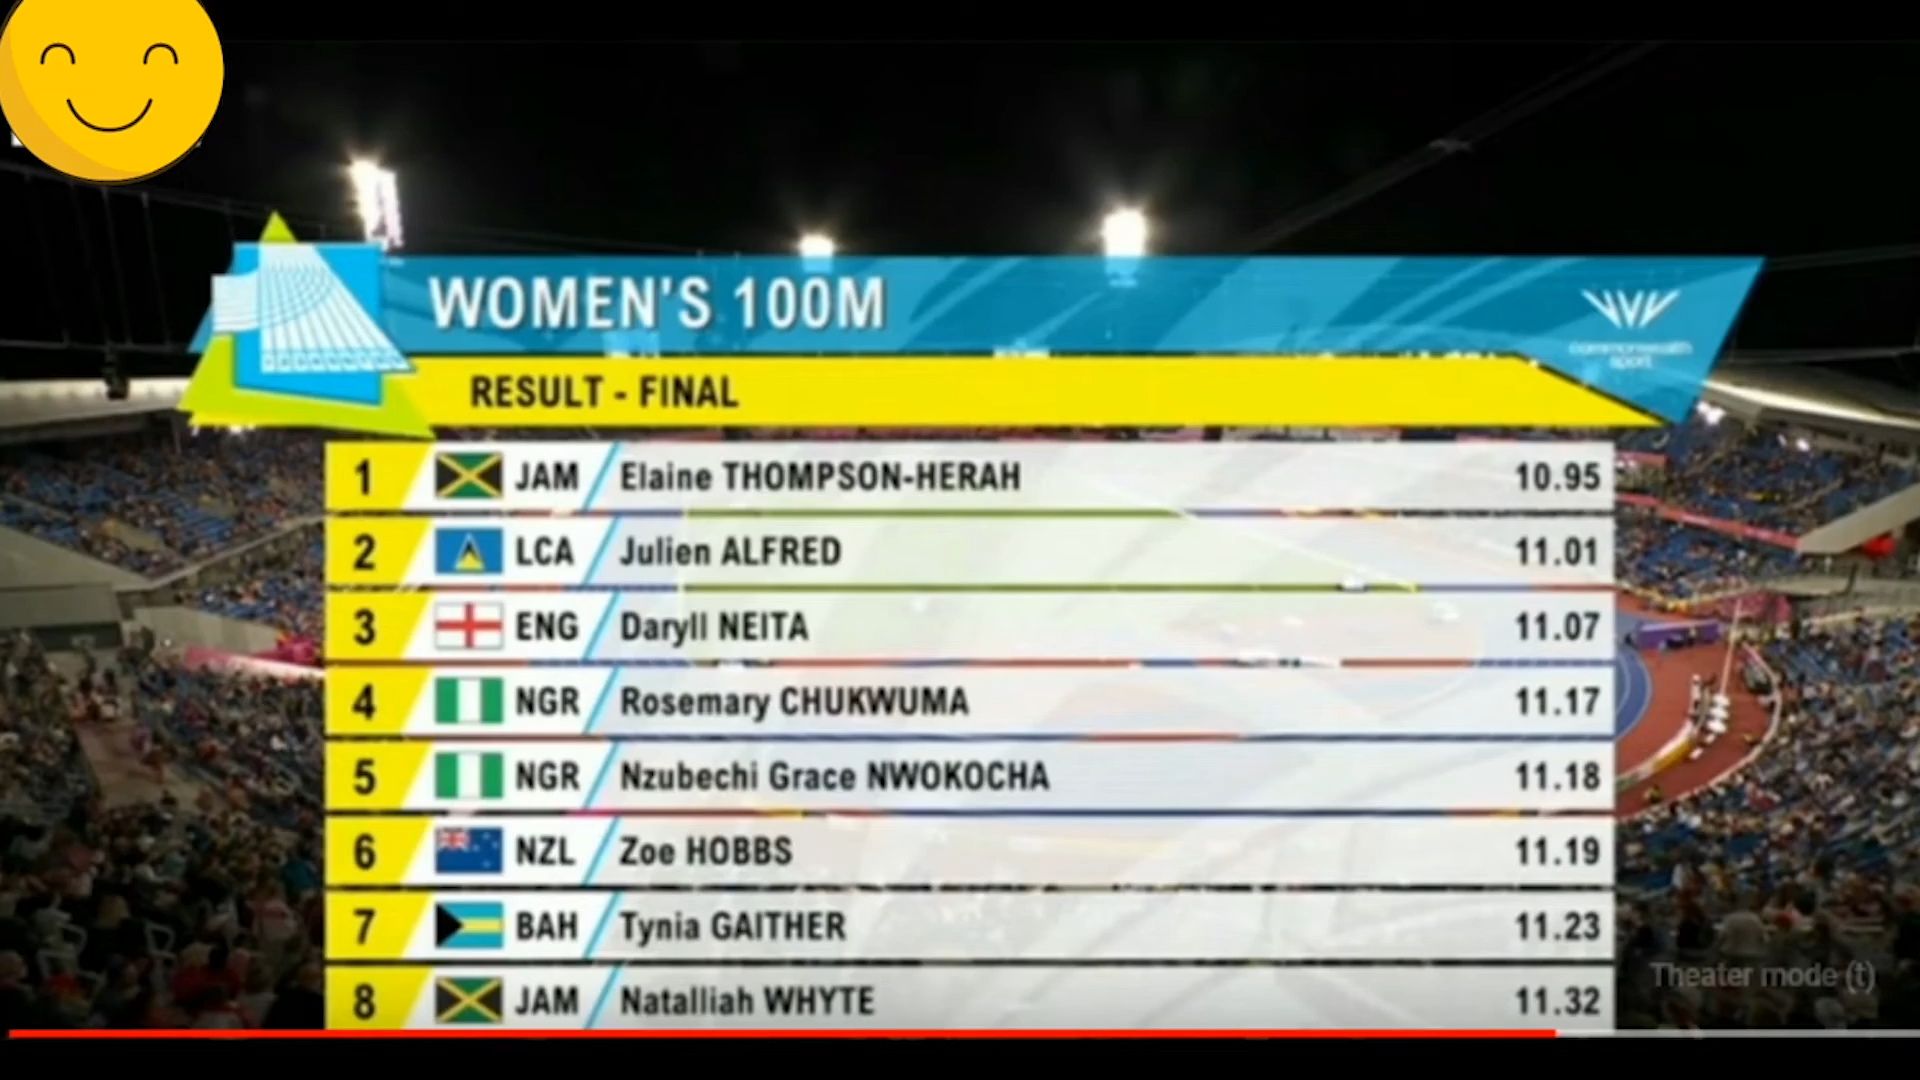 WOMEN'S 100M
commonwealth
sport
RESULT - FINAL
1 JAM Elaine THOMPSON-HERAH 10.95
2 LCA Julien ALFRED 11.01
3 ENG Daryll NEITA 11.07
4 NGR Rosemary CHUKWUMA 11.17
5 NGR Nzubechi Grace NWOKOCHA 11.18
6 NZL Zoe HOBBS 11.19
7 BAH Tynia GAITHER 11.23
8 JAM Natalliah WHYTE 11.32
Theater mode (t)